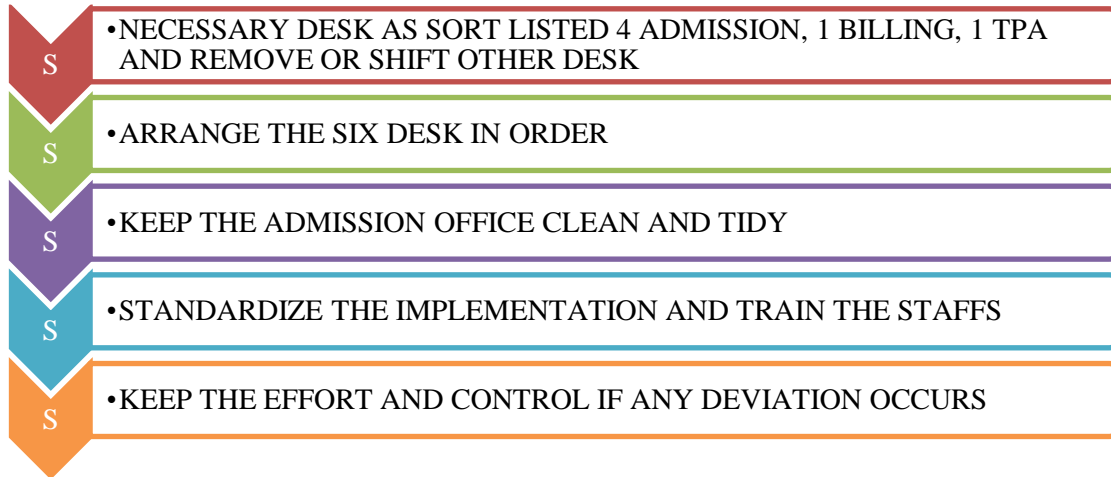 S
•NECESSARY DESK AS SORT LISTED 4 ADMISSION, 1 BILLING, 1 TPA
AND REMOVE OR SHIFT OTHER DESK
S
•ARRANGE THE SIX DESK IN ORDER
S
•KEEP THE ADMISSION OFFICE CLEAN AND TIDY
S
•STANDARDIZE THE IMPLEMENTATION AND TRAIN THE STAFFS
S
•KEEP THE EFFORT AND CONTROL IF ANY DEVIATION OCCURS